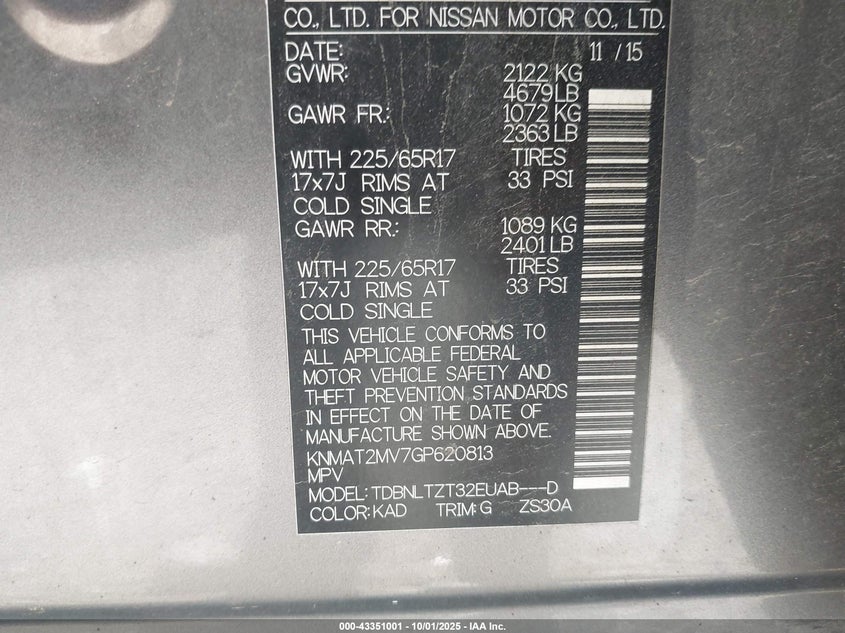 CO., LTD. FOR NISSAN MOTOR CO., LTD.
DATE: 11 / 15
GVWR: 2122 KG
4679LB
GAWR FR.: 1072 KG
2363 LB
WITH 225/65R17 TIRES
17x7J RIMS AT 33 PSI
COLD SINGLE
GAWR RR.: 1089 KG
2401 LB
WITH 225/65R17 TIRES
17x7J RIMS AT 33 PSI
COLD SINGLE
THIS VEHICLE CONFORMS TO
ALL APPLICABLE FEDERAL
MOTOR VEHICLE SAFETY AND
THEFT PREVENTION STANDARDS
IN EFFECT ON THE DATE OF
MANUFACTURE SHOWN ABOVE.
KNMAT2MV7GP620813
MPV
MODEL: TDBNLTZT32EUAB---D
COLOR: KAD TRIM: G ZS30A
000-43351001 - 10/01/2025 - IAA Inc.